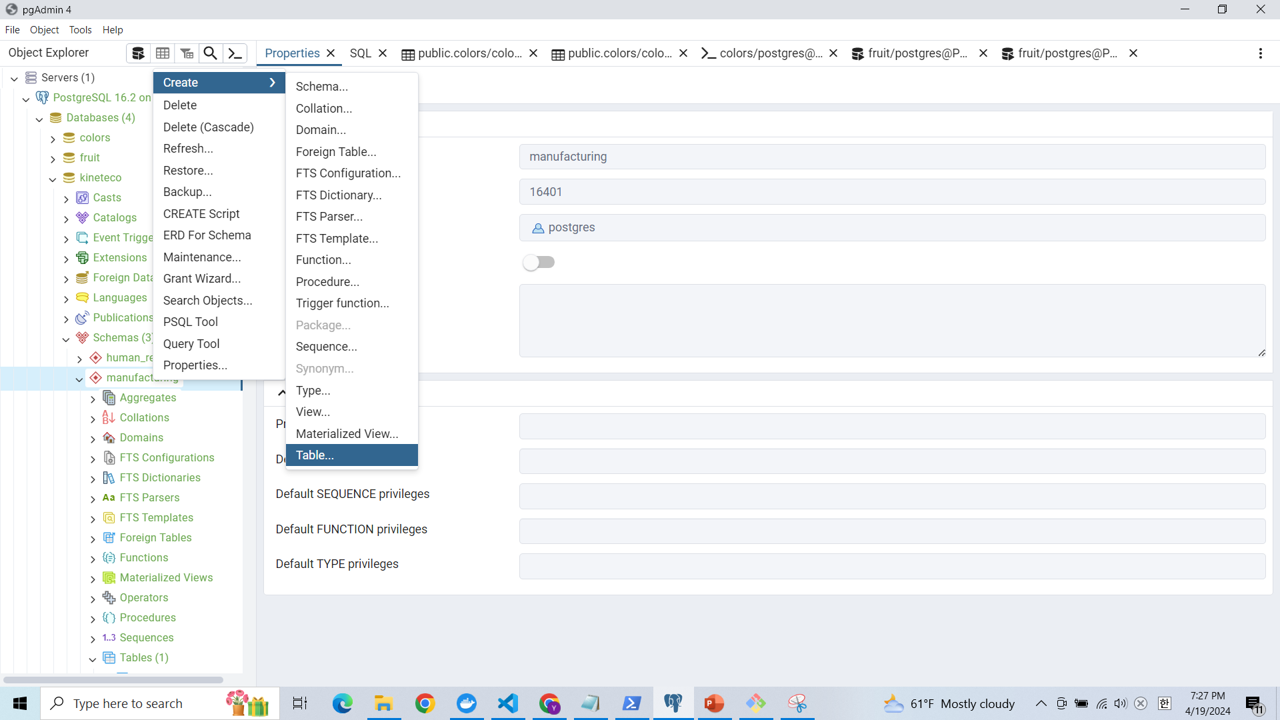 pgAdmin 4
File Object Tools Help
Object Explorer
Properties
SQL
public.colors/colo...
public.colors/colo...
colors/postgres@...
fruit/postgres@P...
fruit/postgres@P...
Servers (1)
PostgreSQL 16.2 on
Databases (4)
colors
fruit
kineteco
Casts
Catalogs
Event Trigge
Extensions
Foreign Data
Languages
Publications
Schemas (3)
human_re
manufacturing
Aggregates
Collations
Domains
FTS Configurations
FTS Dictionaries
Aa FTS Parsers
FTS Templates
Foreign Tables
Functions
Materialized Views
Operators
Procedures
1..3 Sequences
Tables (1)
Create
Delete
Delete (Cascade)
Refresh...
Restore...
Backup...
CREATE Script
ERD For Schema
Maintenance...
Grant Wizard...
Search Objects...
PSQL Tool
Query Tool
Properties...
Schema...
Collation...
Domain...
Foreign Table...
FTS Configuration...
FTS Dictionary...
FTS Parser...
FTS Template...
Function...
Procedure...
Trigger function...
Package...
Sequence...
Synonym...
Type...
View...
Materialized View...
Table...
manufacturing
16401
postgres
Default SEQUENCE privileges
Default FUNCTION privileges
Default TYPE privileges
Type here to search
61°F Mostly cloudy
7:27 PM
4/19/2024
11